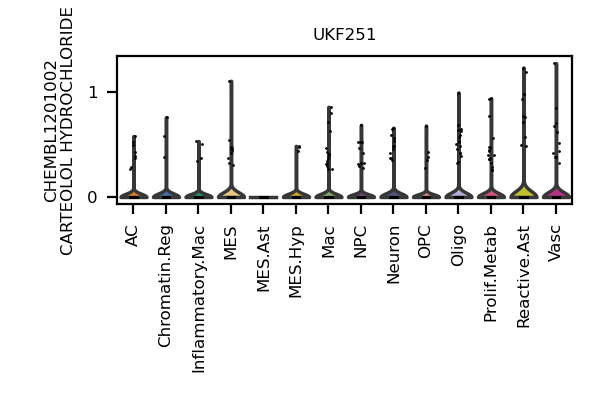 UKF251
CHEMBL1201002
CARTEOLOL HYDROCHLORIDE
1
0
AC
Chromatin.Reg
Inflammatory.Mac
MES
MES.Ast
MES.Hyp
Mac
NPC
Neuron
OPC
Oligo
Prolif.Metab
Reactive.Ast
Vasc